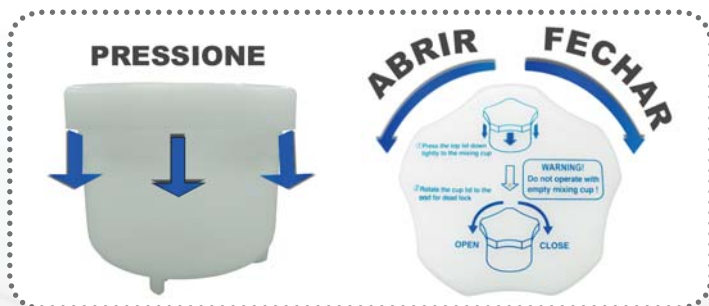 PRESSIONE
ABRIR
FECHAR
①Press the top lid down
tightly to the mixing cup
WARNING!
Do not operate with
empty mixing cup !
②Rotate the cup lid to the
end for dead lock
OPEN
CLOSE